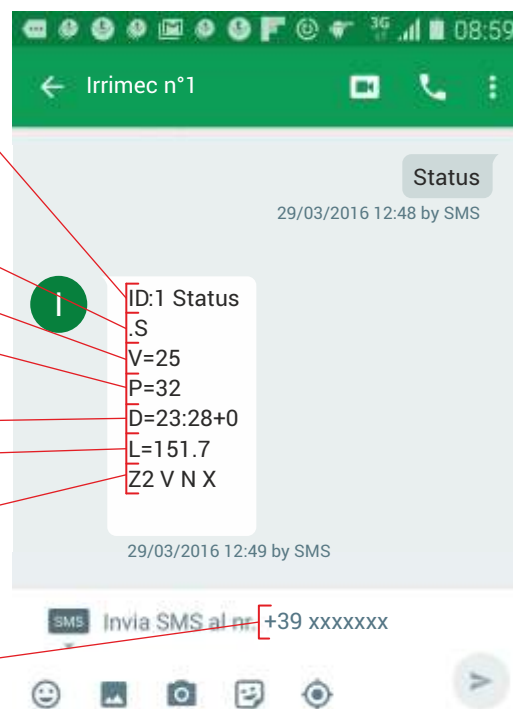 3G 08:59
Irrimec n°1
Status
29/03/2016 12:48 by SMS
I
ID:1 Status
.S
V=25
P=32
D=23:28+0
L=151.7
Z2 V N X
29/03/2016 12:49 by SMS
SMS Invia SMS al nr. +39 xxxxxxx